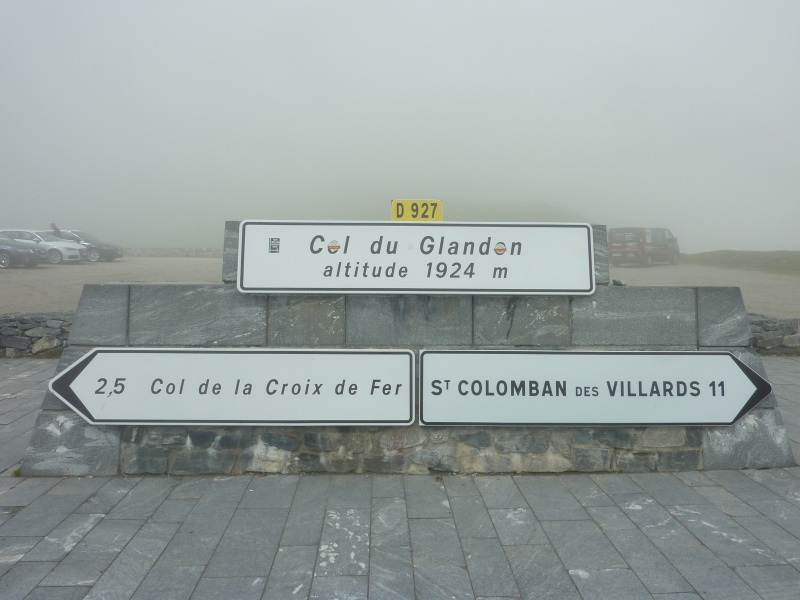 D 927
Col du Glandon
altitude 1924 m
2,5 Col de la Croix de Fer
ST COLOMBAN DES VILLARDS 11